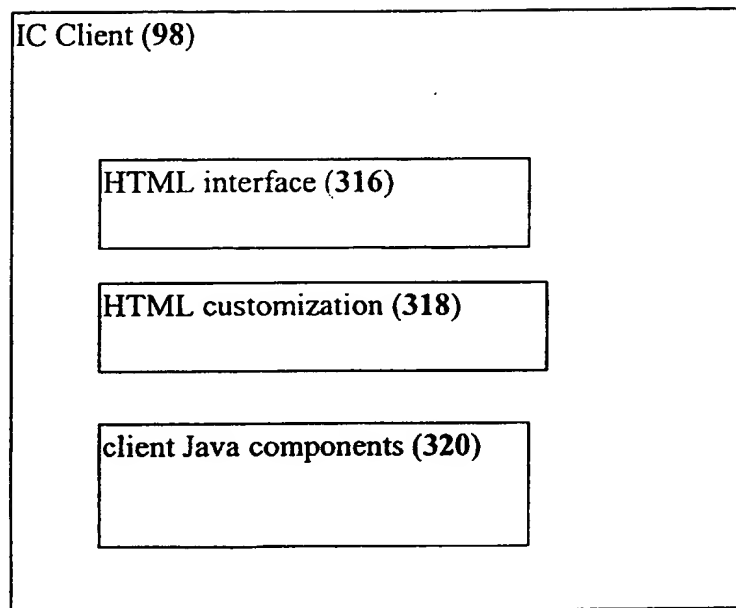 IC Client (98)
HTML interface (316)
HTML customization (318)
client Java components (320)